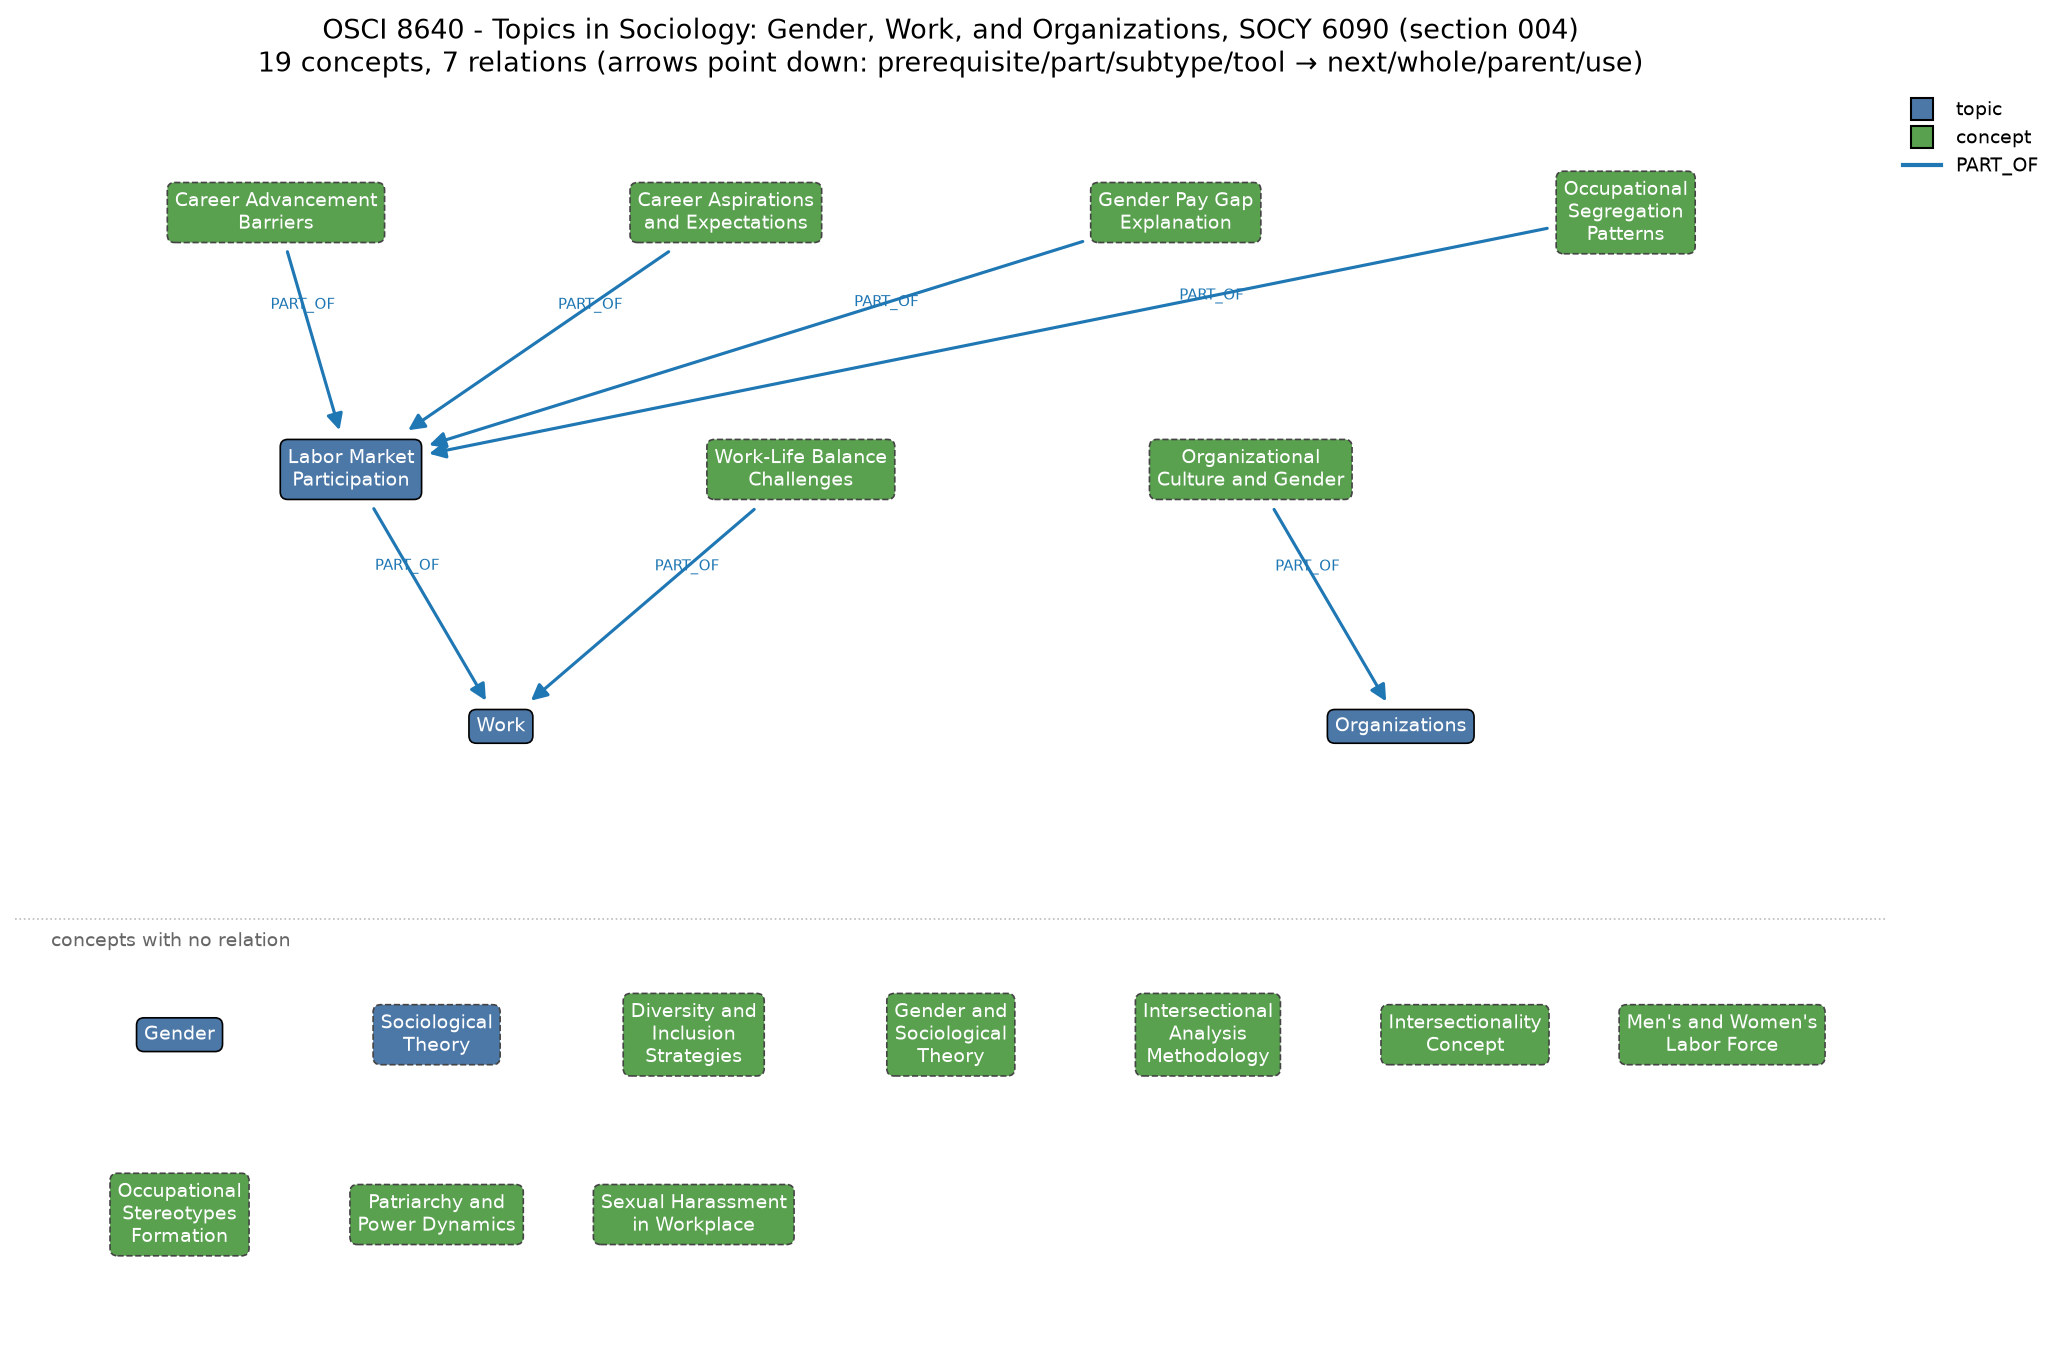 OSCI 8640 - Topics in Sociology: Gender, Work, and Organizations, SOCY 6090 (section 004)
19 concepts, 7 relations (arrows point down: prerequisite/part/subtype/tool → next/whole/parent/use)
topic
concept
PART_OF
Career Advancement
Barriers
Career Aspirations
and Expectations
Gender Pay Gap
Explanation
Occupational
Segregation
Patterns
PART_OF
PART_OF
PART_OF
PART_OF
Labor Market
Participation
Work-Life Balance
Challenges
Organizational
Culture and Gender
PART_OF
PART_OF
PART_OF
Work
Organizations
concepts with no relation
Gender
Sociological
Theory
Diversity and
Inclusion
Strategies
Gender and
Sociological
Theory
Intersectional
Analysis
Methodology
Intersectionality
Concept
Men's and Women's
Labor Force
Occupational
Stereotypes
Formation
Patriarchy and
Power Dynamics
Sexual Harassment
in Workplace